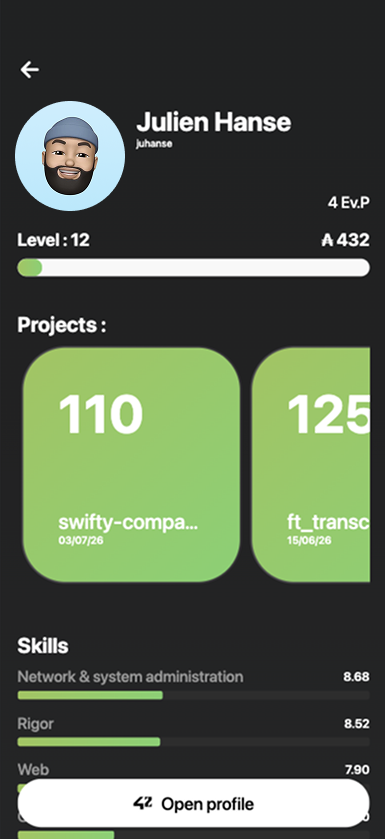 Julien Hanse
juhanse
4 Ev.P
Level : 12
₳ 432
Projects :
110
125
swifty-compa...
ft_transc
03/07/26
15/06/26
Skills
Network & system administration 8.68
Rigor 8.52
Web 7.90
42 Open profile